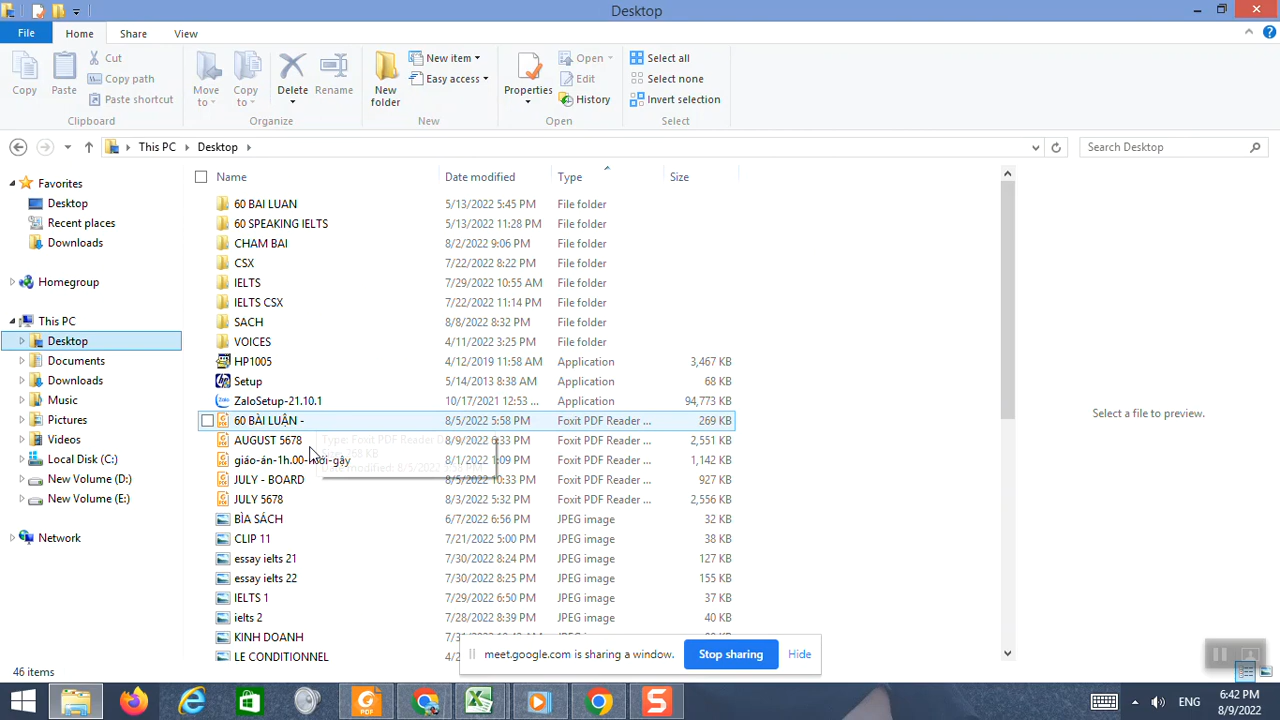 Desktop
File Home Share View
Copy Paste Cut Copy path Paste shortcut Move to Copy to Delete Rename New folder New item Easy access Properties Open Edit History Select all Select none Invert selection
Clipboard Organize New Open Select
This PC Desktop Search Desktop
Name Date modified Type Size
Favorites
Desktop
Recent places
Downloads
Homegroup
This PC
Desktop
Documents
Downloads
Music
Pictures
Videos
Local Disk (C:)
New Volume (D:)
New Volume (E:)
Network
60 BAI LUAN 5/13/2022 5:45 PM File folder
60 SPEAKING IELTS 5/13/2022 11:28 PM File folder
CHAM BAI 8/2/2022 9:06 PM File folder
CSX 7/22/2022 8:22 PM File folder
IELTS 7/29/2022 10:55 AM File folder
IELTS CSX 7/22/2022 11:14 PM File folder
SACH 8/8/2022 8:32 PM File folder
VOICES 4/11/2022 3:25 PM File folder
HP1005 4/12/2019 11:58 AM Application 3,467 KB
Setup 5/14/2013 8:38 AM Application 68 KB
ZaloSetup-21.10.1 10/17/2021 12:53 ... Application 94,773 KB
60 BÀI LUẬN - 8/5/2022 5:58 PM Foxit PDF Reader ... 269 KB
AUGUST 5678 8/9/2022 6:33 PM Foxit PDF Reader ... 2,551 KB
giáo-án-1h.00- 8/1/2022 1:09 PM Foxit PDF Reader ... 1,142 KB
JULY - BOARD 8/5/2022 10:33 PM Foxit PDF Reader ... 927 KB
JULY 5678 8/3/2022 5:32 PM Foxit PDF Reader ... 2,556 KB
BÌA SÁCH 6/7/2022 6:56 PM JPEG image 32 KB
CLIP 11 7/21/2022 5:00 PM JPEG image 38 KB
essay ielts 21 7/30/2022 8:24 PM JPEG image 127 KB
essay ielts 22 7/30/2022 8:25 PM JPEG image 155 KB
IELTS 1 7/29/2022 6:50 PM JPEG image 37 KB
ielts 2 7/28/2022 8:39 PM JPEG image 40 KB
KINH DOANH
LE CONDITIONNEL
Select a file to preview.
meet.google.com is sharing a window. Stop sharing Hide
46 items
ENG 6:42 PM
8/9/2022